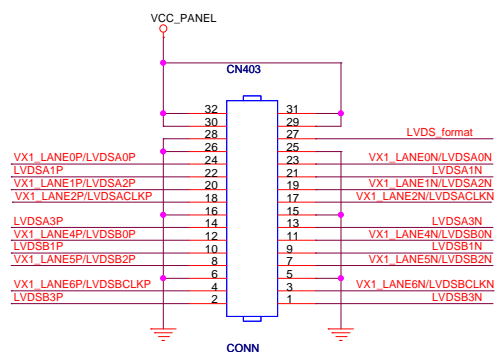 VCC_PANEL
CN403
32 31
30 29
28 27 LVDS_format
26 25
VX1_LANE0P/LVDSA0P 24 23 VX1_LANE0N/LVDSA0N
LVDSA1P 22 21 LVDSA1N
VX1_LANE1P/LVDSA2P 20 19 VX1_LANE1N/LVDSA2N
VX1_LANE2P/LVDSACLKP 18 17 VX1_LANE2N/LVDSACLKN
16 15
LVDSA3P 14 13 LVDSA3N
VX1_LANE4P/LVDSB0P 12 11 VX1_LANE4N/LVDSB0N
LVDSB1P 10 9 LVDSB1N
VX1_LANE5P/LVDSB2P 8 7 VX1_LANE5N/LVDSB2N
6 5
VX1_LANE6P/LVDSBCLKP 4 3 VX1_LANE6N/LVDSBCLKN
LVDSB3P 2 1 LVDSB3N
CONN